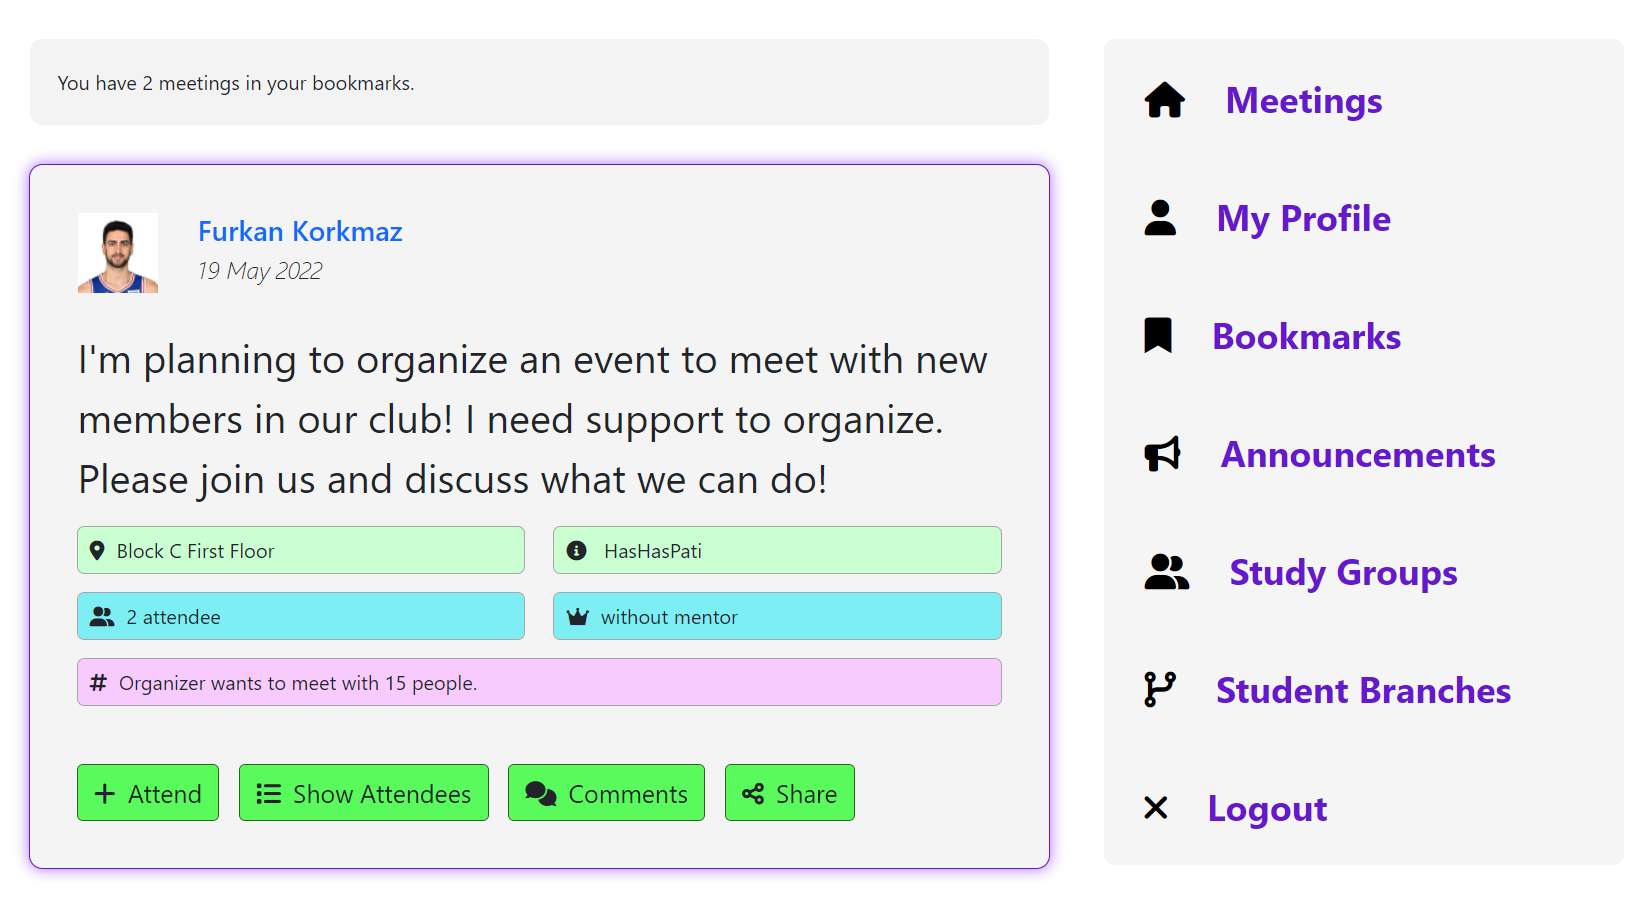 You have 2 meetings in your bookmarks.
Furkan Korkmaz
19 May 2022
I'm planning to organize an event to meet with new
members in our club! I need support to organize.
Please join us and discuss what we can do!
Block C First Floor
HasHasPati
2 attendee
without mentor
# Organizer wants to meet with 15 people.
Attend
Show Attendees
Comments
Share
Meetings
My Profile
Bookmarks
Announcements
Study Groups
Student Branches
Logout